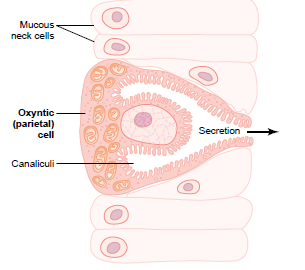 Mucous
neck cells
Oxyntic
(parietal)
cell
Secretion
Canaliculi